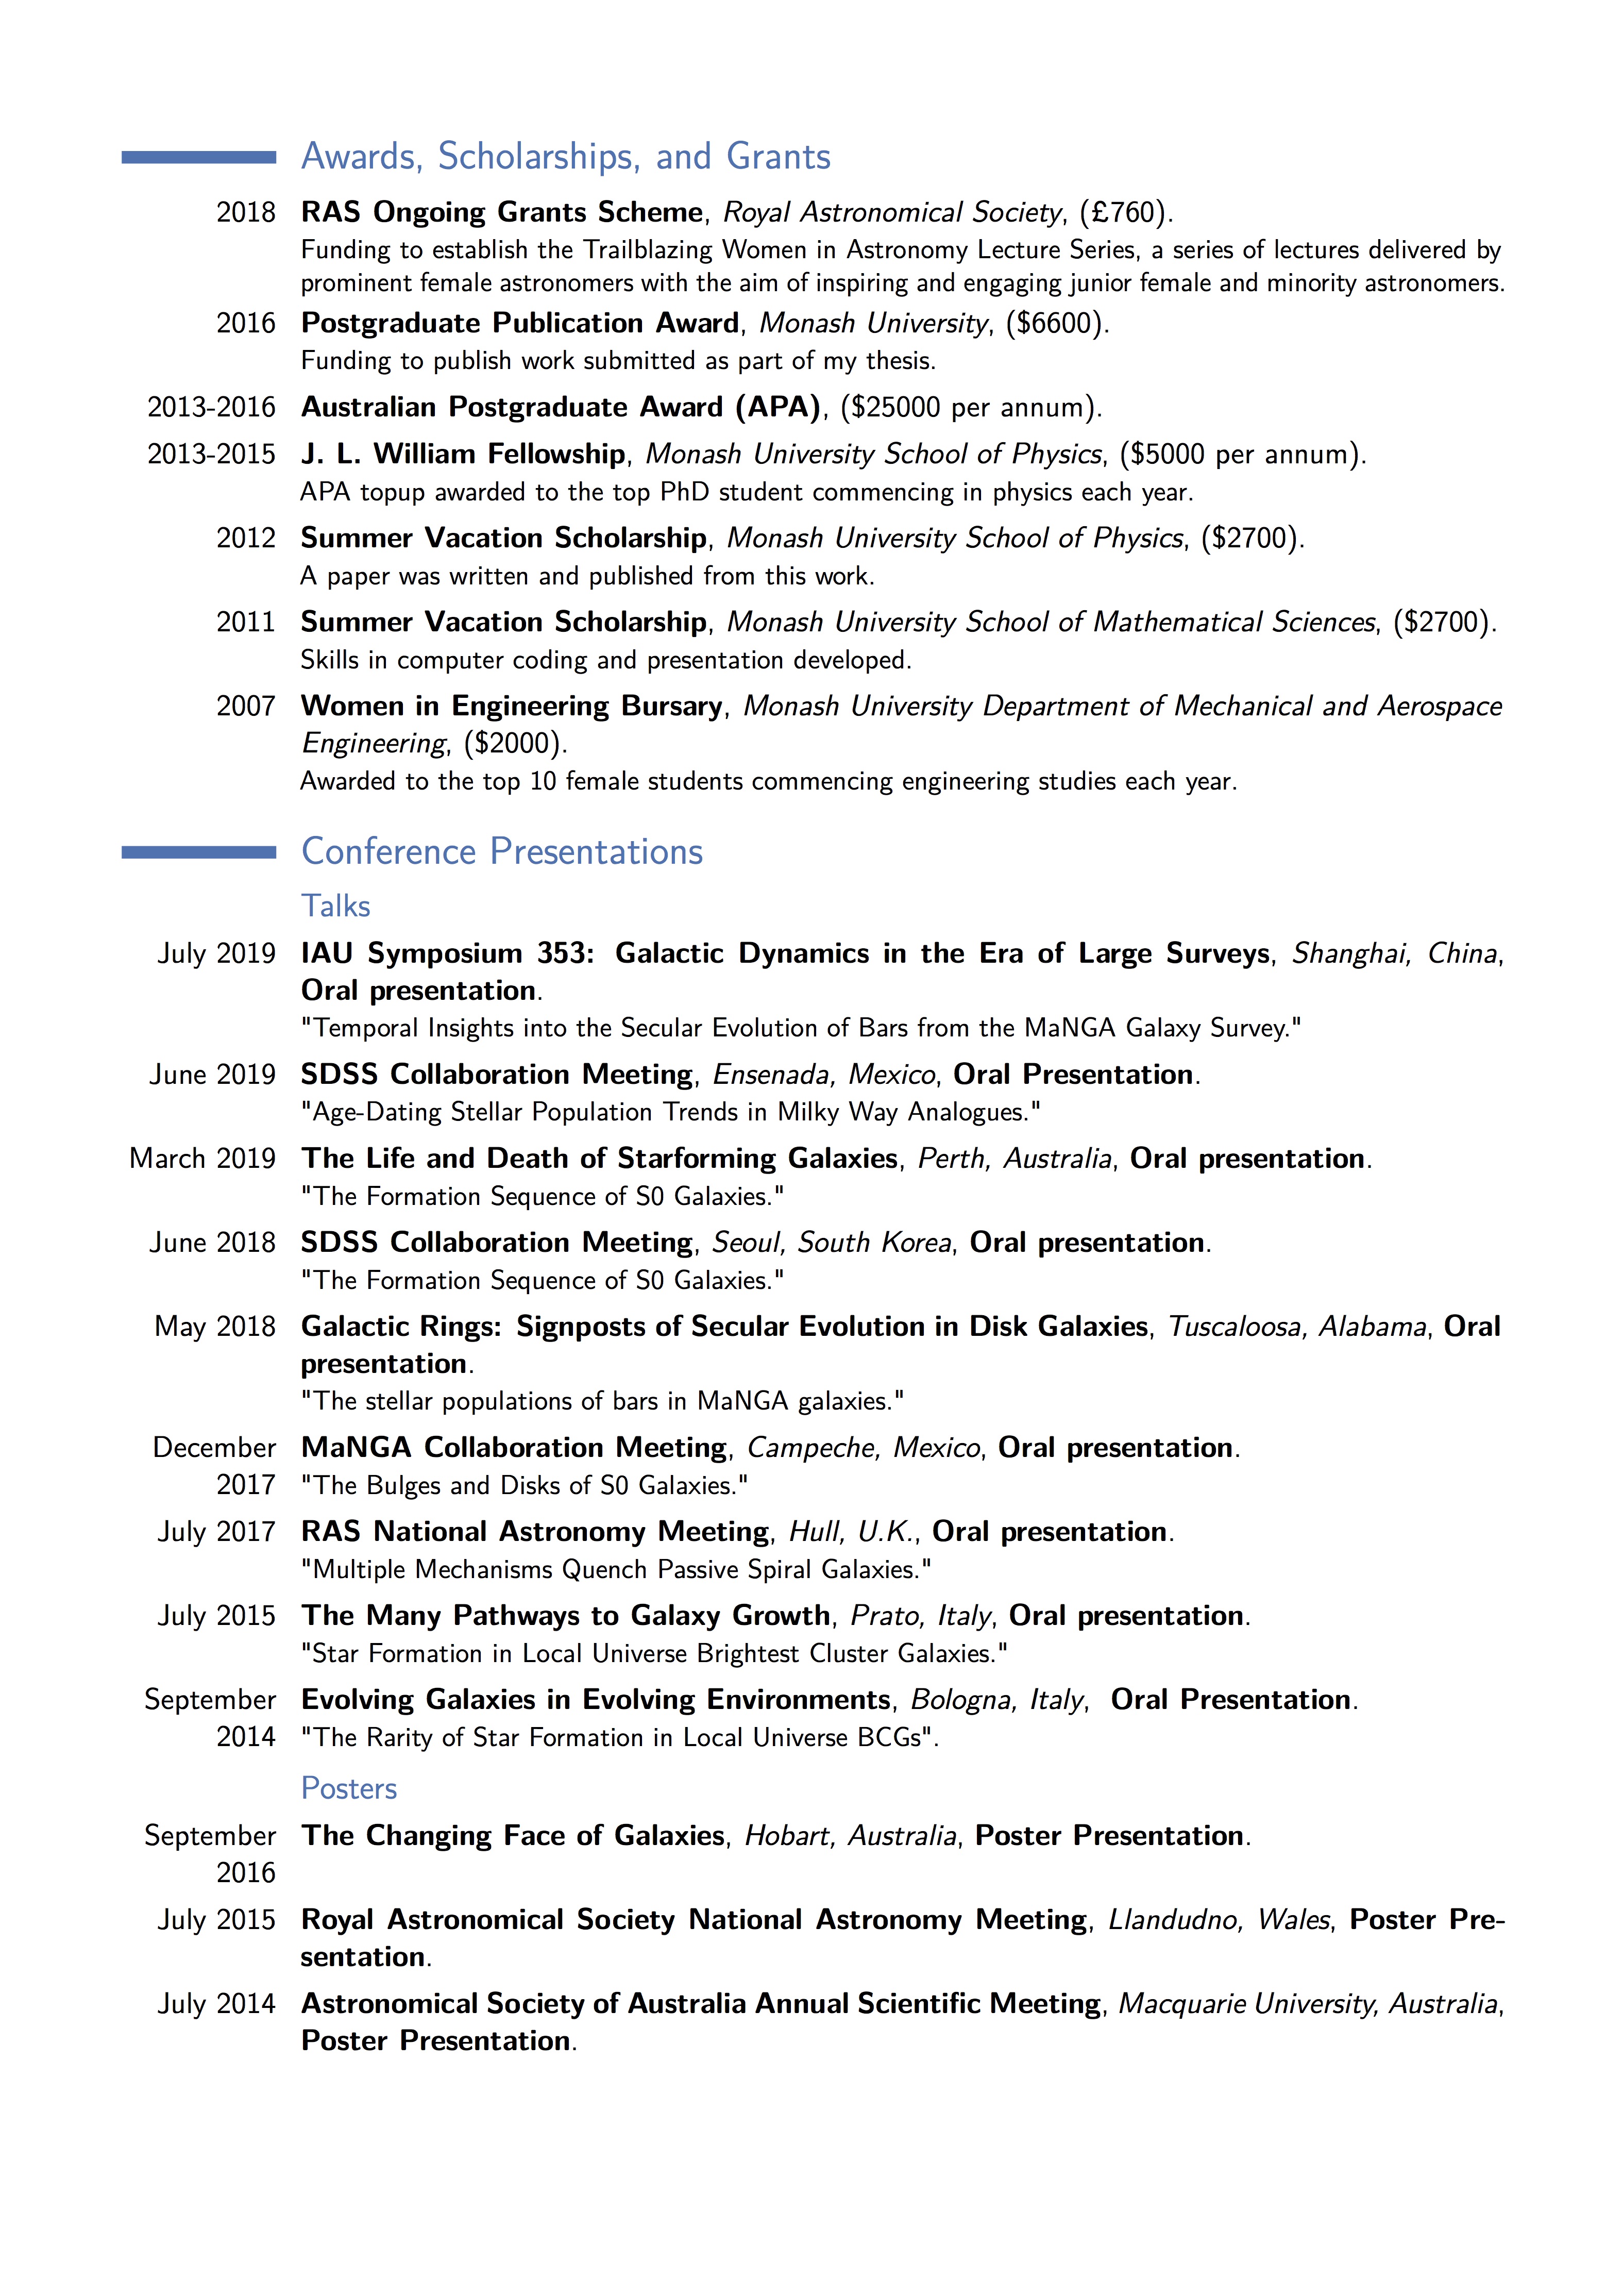 Awards, Scholarships, and Grants
2018 RAS Ongoing Grants Scheme, Royal Astronomical Society, (£760).
Funding to establish the Trailblazing Women in Astronomy Lecture Series, a series of lectures delivered by
prominent female astronomers with the aim of inspiring and engaging junior female and minority astronomers.
2016 Postgraduate Publication Award, Monash University, ($6600).
Funding to publish work submitted as part of my thesis.
2013-2016 Australian Postgraduate Award (APA), ($25000 per annum).
2013-2015 J. L. William Fellowship, Monash University School of Physics, ($5000 per annum).
APA topup awarded to the top PhD student commencing in physics each year.
2012 Summer Vacation Scholarship, Monash University School of Physics, ($2700).
A paper was written and published from this work.
2011 Summer Vacation Scholarship, Monash University School of Mathematical Sciences, ($2700).
Skills in computer coding and presentation developed.
2007 Women in Engineering Bursary, Monash University Department of Mechanical and Aerospace
Engineering, ($2000).
Awarded to the top 10 female students commencing engineering studies each year.
Conference Presentations
Talks
July 2019 IAU Symposium 353: Galactic Dynamics in the Era of Large Surveys, Shanghai, China,
Oral presentation.
"Temporal Insights into the Secular Evolution of Bars from the MaNGA Galaxy Survey."
June 2019 SDSS Collaboration Meeting, Ensenada, Mexico, Oral Presentation.
"Age-Dating Stellar Population Trends in Milky Way Analogues."
March 2019 The Life and Death of Starforming Galaxies, Perth, Australia, Oral presentation.
"The Formation Sequence of S0 Galaxies."
June 2018 SDSS Collaboration Meeting, Seoul, South Korea, Oral presentation.
"The Formation Sequence of S0 Galaxies."
May 2018 Galactic Rings: Signposts of Secular Evolution in Disk Galaxies, Tuscaloosa, Alabama, Oral
presentation.
"The stellar populations of bars in MaNGA galaxies."
December MaNGA Collaboration Meeting, Campeche, Mexico, Oral presentation.
2017 "The Bulges and Disks of S0 Galaxies."
July 2017 RAS National Astronomy Meeting, Hull, U.K., Oral presentation.
"Multiple Mechanisms Quench Passive Spiral Galaxies."
July 2015 The Many Pathways to Galaxy Growth, Prato, Italy, Oral presentation.
"Star Formation in Local Universe Brightest Cluster Galaxies."
September Evolving Galaxies in Evolving Environments, Bologna, Italy, Oral Presentation.
2014 "The Rarity of Star Formation in Local Universe BCGs".
Posters
September The Changing Face of Galaxies, Hobart, Australia, Poster Presentation.
2016
July 2015 Royal Astronomical Society National Astronomy Meeting, Llandudno, Wales, Poster Pre-
sentation.
July 2014 Astronomical Society of Australia Annual Scientific Meeting, Macquarie University, Australia,
Poster Presentation.